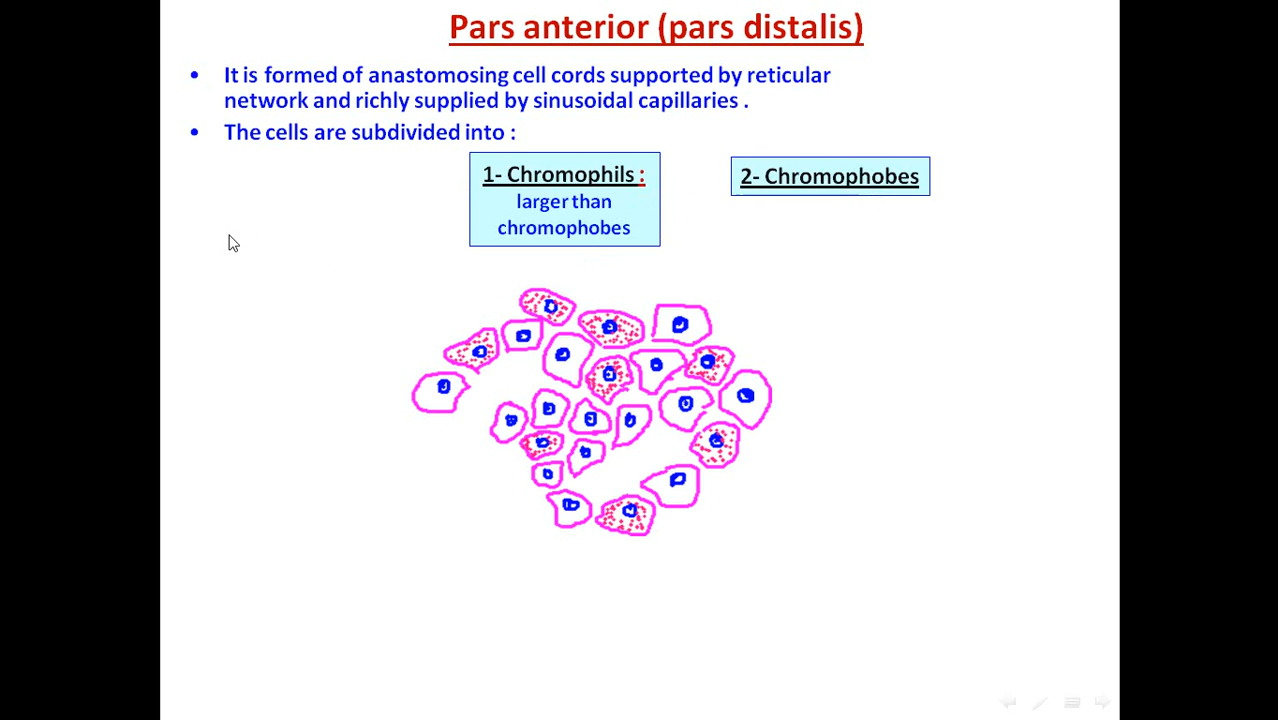 Pars anterior (pars distalis)
• It is formed of anastomosing cell cords supported by reticular
network and richly supplied by sinusoidal capillaries .
• The cells are subdivided into :
1- Chromophils :
larger than
chromophobes
2- Chromophobes